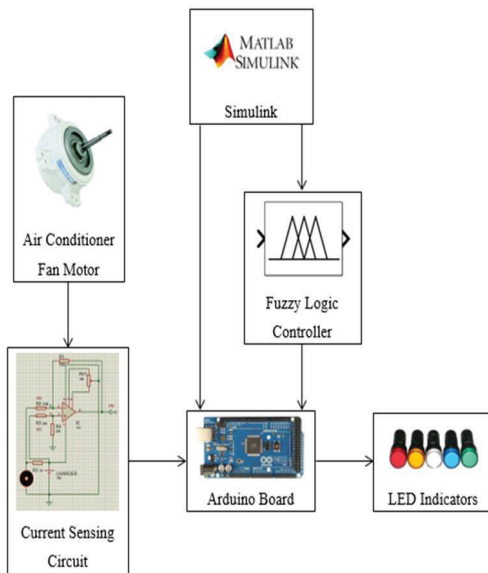 MATLAB
SIMULINK
Simulink
Air Conditioner
Fan Motor
Fuzzy Logic
Controller
Current Sensing
Circuit
Arduino Board
LED Indicators